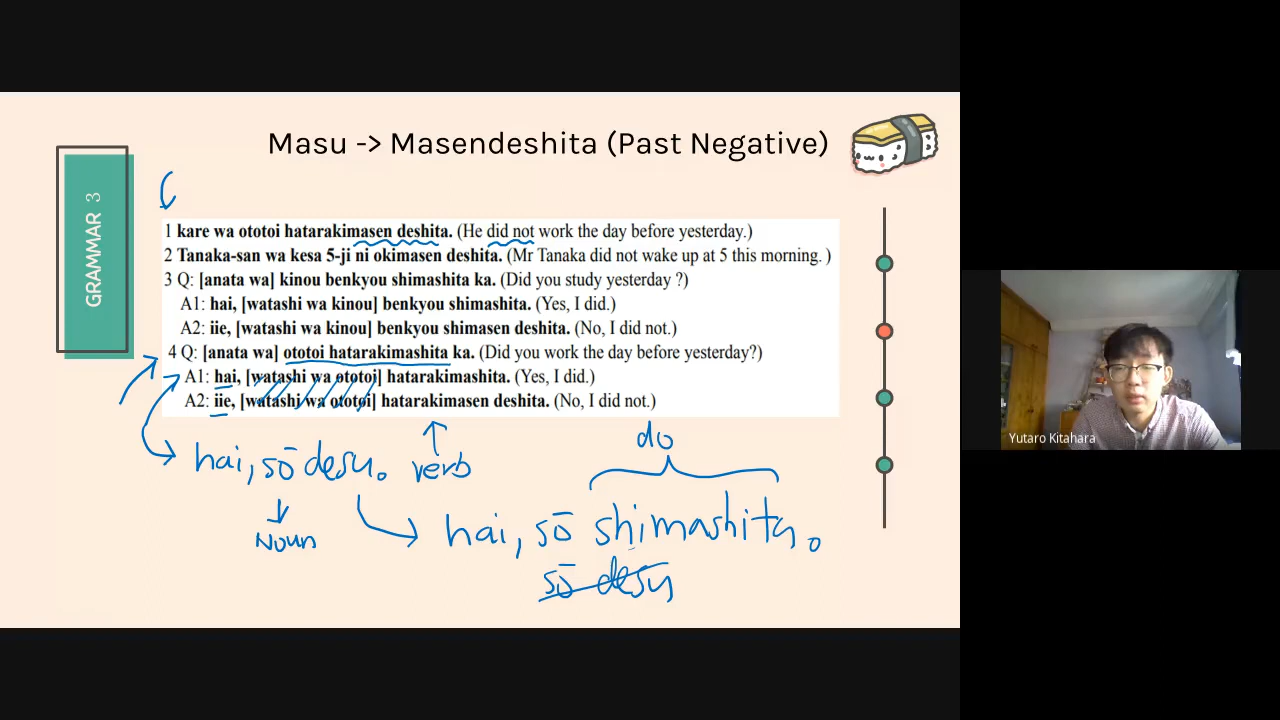 Masu -> Masendeshita (Past Negative)
GRAMMAR 3
1 kare wa ototoi hatarakimasen deshita. (He did not work the day before yesterday.)
2 Tanaka-san wa kesa 5-ji ni okimasen deshita. (Mr Tanaka did not wake up at 5 this morning. )
3 Q: [anata wa] kinou benkyou shimashita ka. (Did you study yesterday ?)
A1: hai, [watashi wa kinou] benkyou shimashita. (Yes, I did.)
A2: iie, [watashi wa kinou] benkyou shimasen deshita. (No, I did not.)
4 Q: [anata wa] ototoi hatarakimashita ka. (Did you work the day before yesterday?)
A1: hai, [watashi wa ototoi] hatarakimashita. (Yes, I did.)
A2: iie, [watashi wa ototoi] hatarakimasen deshita. (No, I did not.)
do
hai, sō desu。 verb
Noun
hai, sō shimashita。
sō desu
Yutaro Kitahara